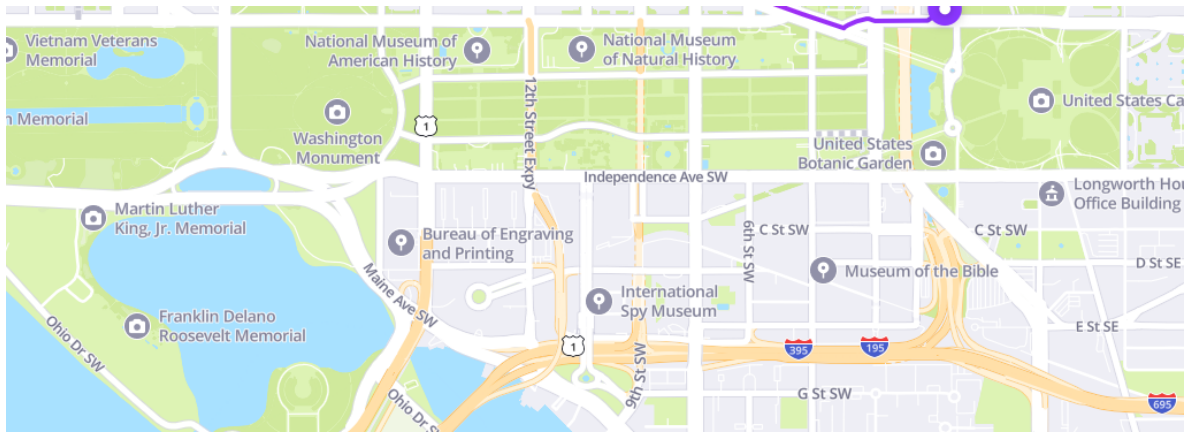 Vietnam Veterans
Memorial
National Museum of
American History
National Museum
of Natural History
12th Street Expy
n Memorial
Washington
Monument
1
United States Ca
United States
Botanic Garden
Independence Ave SW
Longworth Hou
Office Building
Martin Luther
King, Jr. Memorial
Bureau of Engraving
and Printing
6th St SW
C St SW
C St SW
D St SE
Museum of the Bible
Maine Ave SW
International
Spy Museum
Franklin Delano
Roosevelt Memorial
Ohio Dr SW
E St SE
1
395
195
9th St SW
G St SW
Ohio Dr S
695